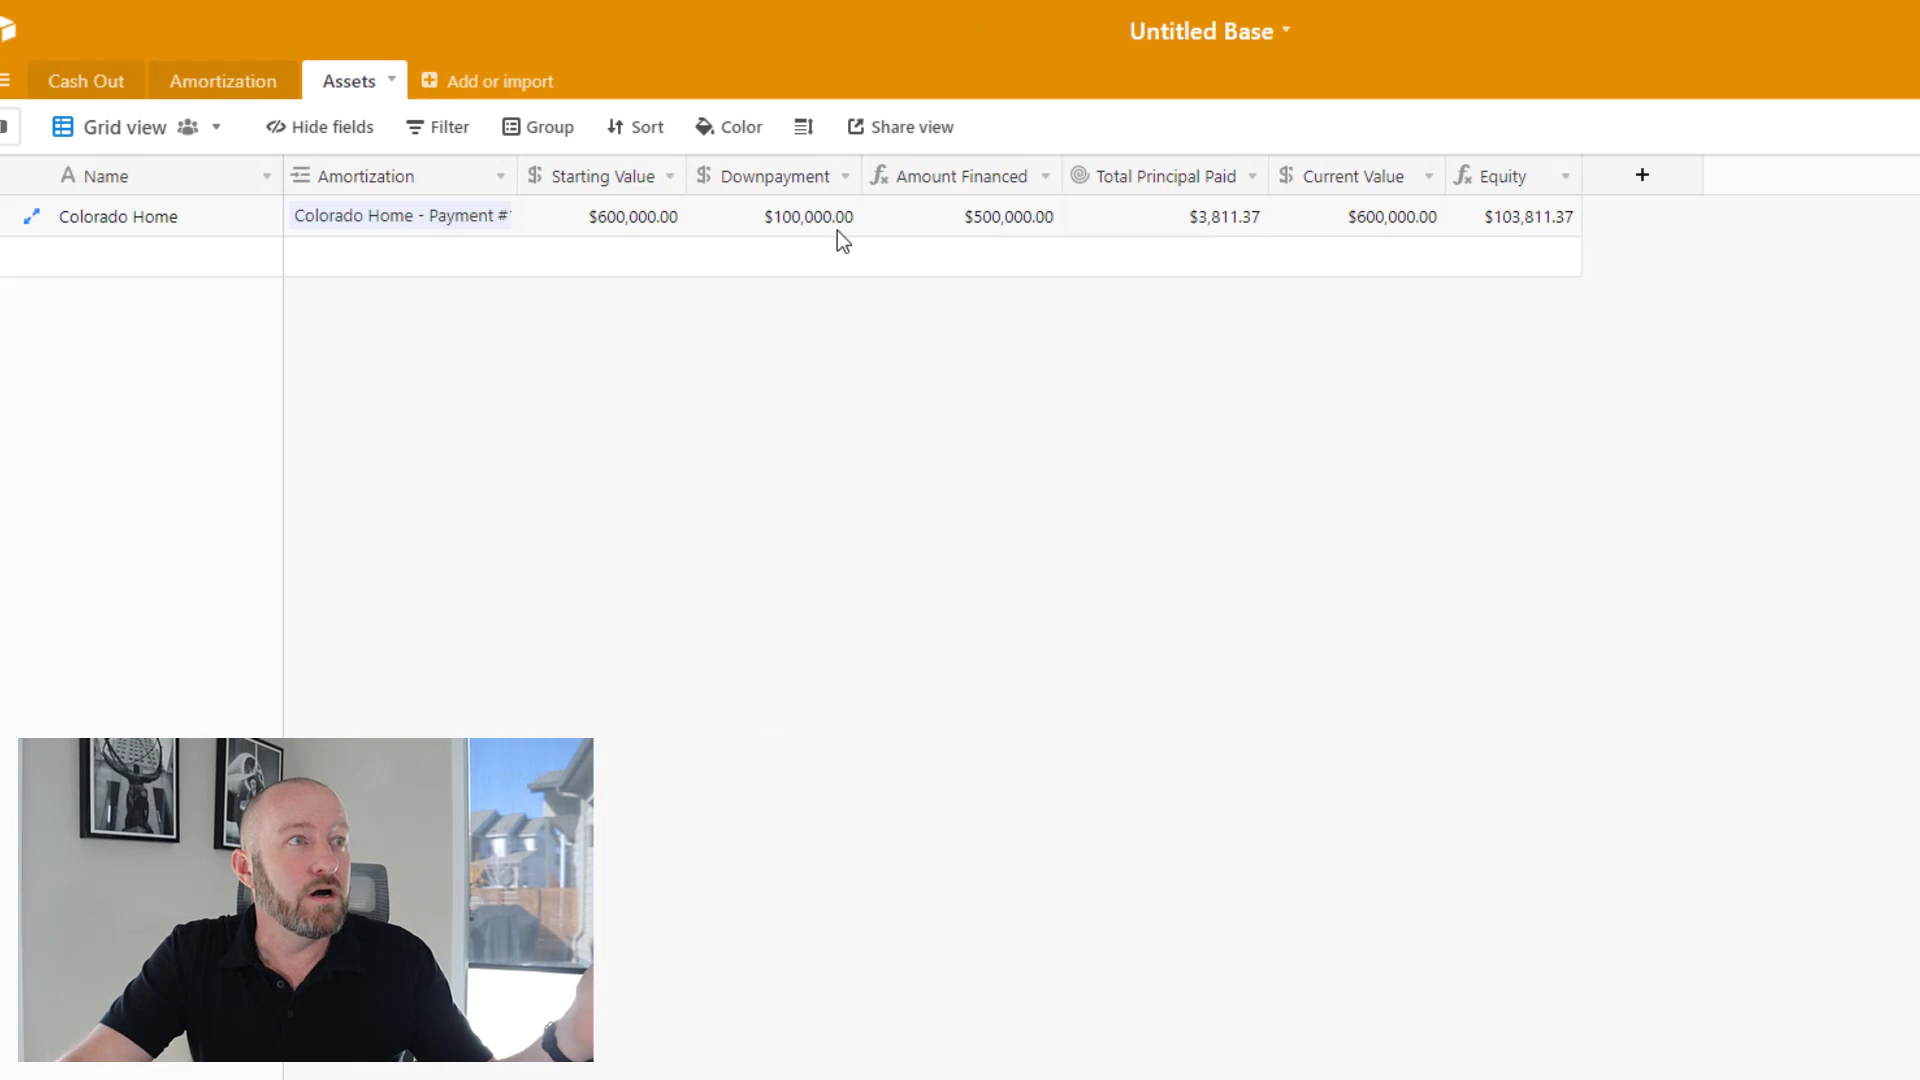 Untitled Base
Cash Out Amortization Assets Add or import
Grid view Hide fields Filter Group Sort Color Share view
Name Amortization Starting Value Downpayment Amount Financed Total Principal Paid Current Value Equity
Colorado Home Colorado Home - Payment # $600,000.00 $100,000.00 $500,000.00 $3,811.37 $600,000.00 $103,811.37